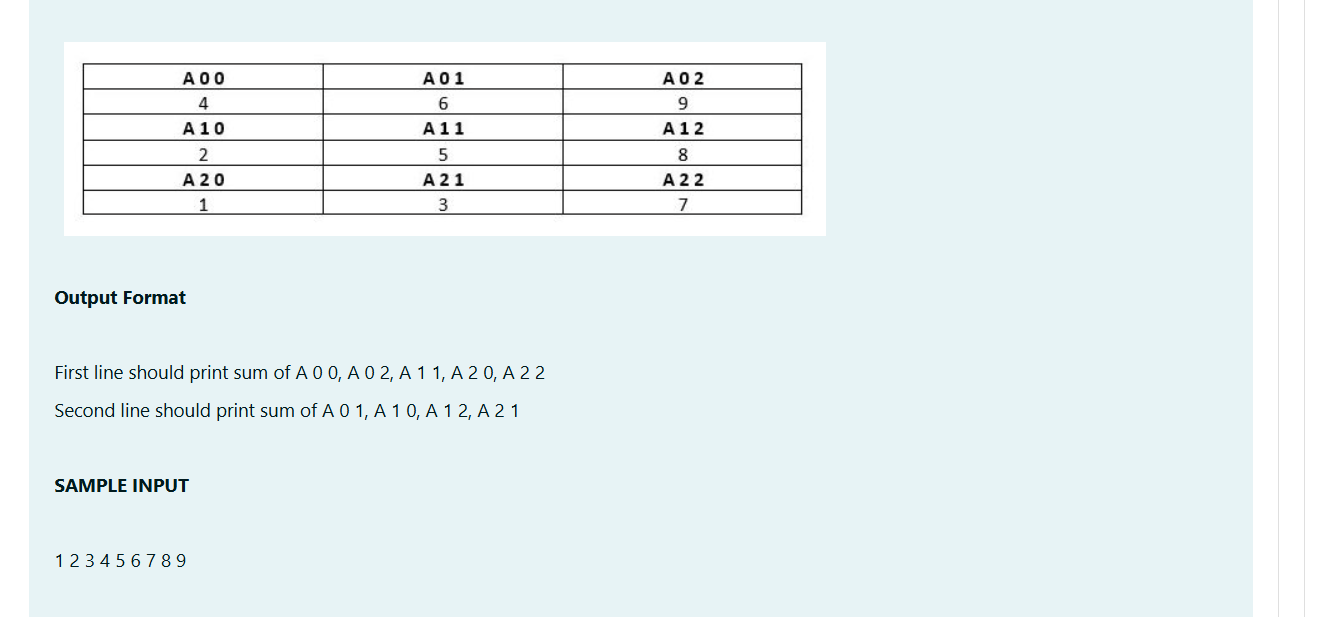 A 0 0 A 0 1 A 0 2
4 6 9
A 1 0 A 1 1 A 1 2
2 5 8
A 2 0 A 2 1 A 2 2
1 3 7
Output Format
First line should print sum of A 0 0, A 0 2, A 1 1, A 2 0, A 2 2
Second line should print sum of A 0 1, A 1 0, A 1 2, A 2 1
SAMPLE INPUT
1 2 3 4 5 6 7 8 9